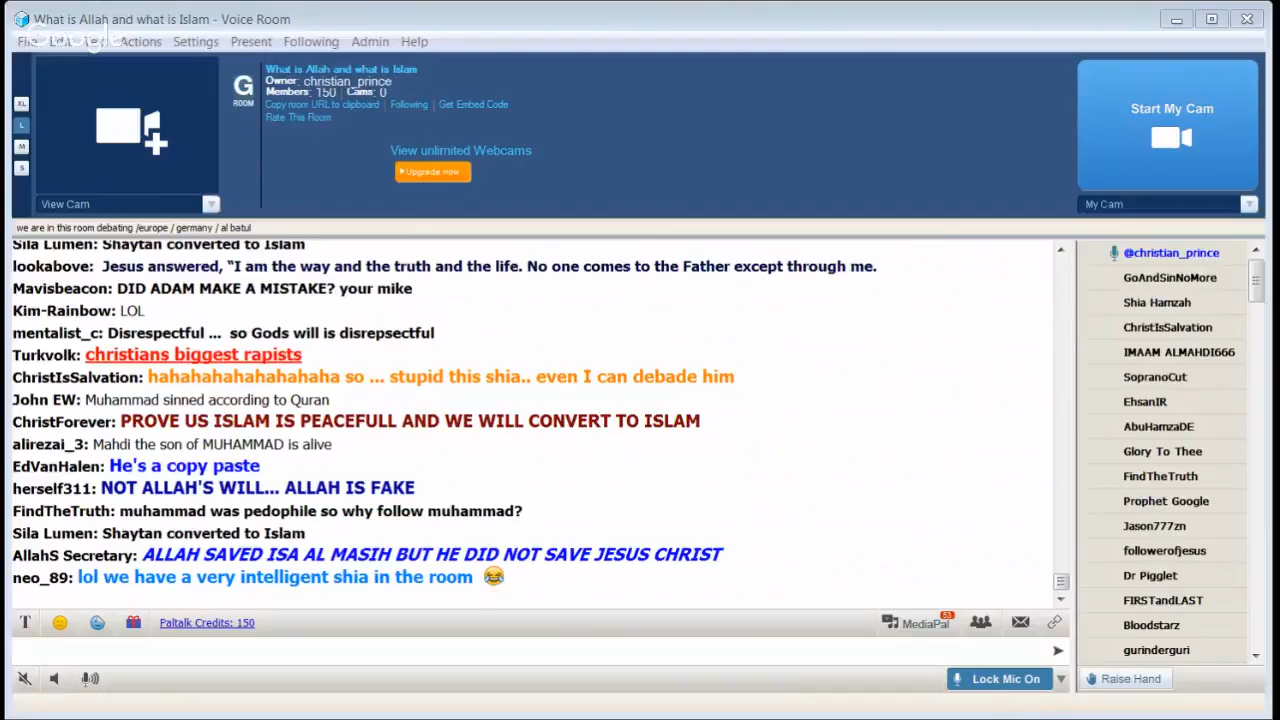 What is Allah and what is Islam - Voice Room
Google
Actions Settings Present Following Admin Help
G
ROOM
What is Allah and what is Islam
Owner: christian_prince
Members: 150 Cams: 0
Copy room URL to clipboard | Following | Get Embed Code
Rate This Room
View unlimited Webcams
Upgrade now
Start My Cam
XL
L
M
S
View Cam
My Cam
we are in this room debating /europe / germany / al batul
Sila Lumen: Shaytan converted to Islam
lookabove: Jesus answered, “I am the way and the truth and the life. No one comes to the Father except through me.
Mavisbeacon: DID ADAM MAKE A MISTAKE? your mike
Kim-Rainbow: LOL
mentalist_c: Disrespectful ... so Gods will is disrepsectful
Turkvolk: christians biggest rapists
ChristIsSalvation: hahahahahahahaha so ... stupid this shia.. even I can debade him
John EW: Muhammad sinned according to Quran
ChristForever: PROVE US ISLAM IS PEACEFULL AND WE WILL CONVERT TO ISLAM
alirezai_3: Mahdi the son of MUHAMMAD is alive
EdVanHalen: He's a copy paste
herself311: NOT ALLAH'S WILL... ALLAH IS FAKE
FindTheTruth: muhammad was pedophile so why follow muhammad?
Sila Lumen: Shaytan converted to Islam
AllahS Secretary: ALLAH SAVED ISA AL MASIH BUT HE DID NOT SAVE JESUS CHRIST
neo_89: lol we have a very intelligent shia in the room 😂
@christian_prince
GoAndSinNoMore
Shia Hamzah
ChristIsSalvation
IMAAM ALMAHDI666
SopranoCut
EhsanIR
AbuHamzaDE
Glory To Thee
FindTheTruth
Prophet Google
Jason777zn
followerofjesus
Dr Pigglet
FIRSTandLAST
Bloodstarz
gurinderguri
T
Paltalk Credits: 150
MediaPal
53
Lock Mic On
Raise Hand